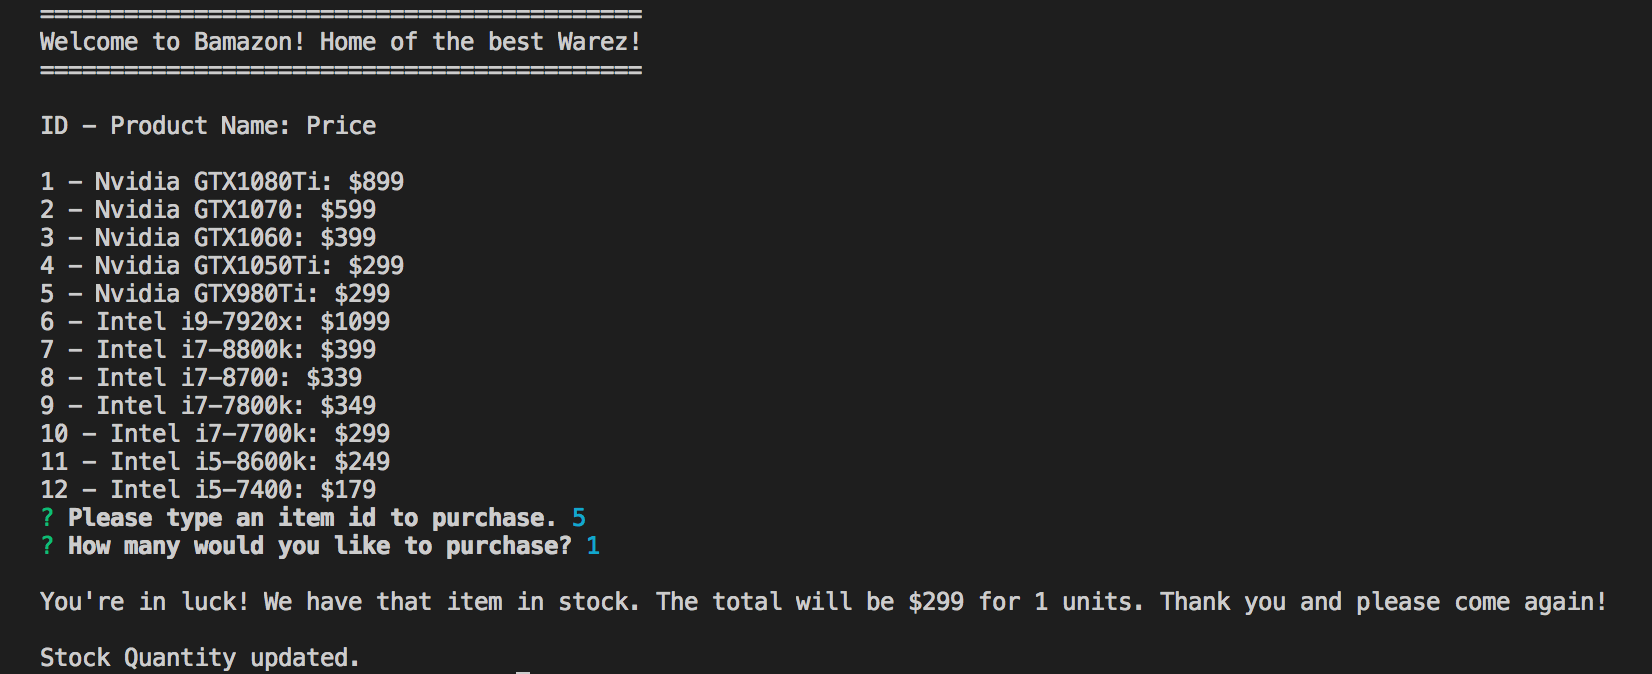 ===========================================
Welcome to Bamazon! Home of the best Warez!
===========================================
ID - Product Name: Price
1 - Nvidia GTX1080Ti: $899
2 - Nvidia GTX1070: $599
3 - Nvidia GTX1060: $399
4 - Nvidia GTX1050Ti: $299
5 - Nvidia GTX980Ti: $299
6 - Intel i9-7920x: $1099
7 - Intel i7-8800k: $399
8 - Intel i7-8700: $339
9 - Intel i7-7800k: $349
10 - Intel i7-7700k: $299
11 - Intel i5-8600k: $249
12 - Intel i5-7400: $179
? Please type an item id to purchase. 5
? How many would you like to purchase? 1
You're in luck! We have that item in stock. The total will be $299 for 1 units. Thank you and please come again!
Stock Quantity updated.